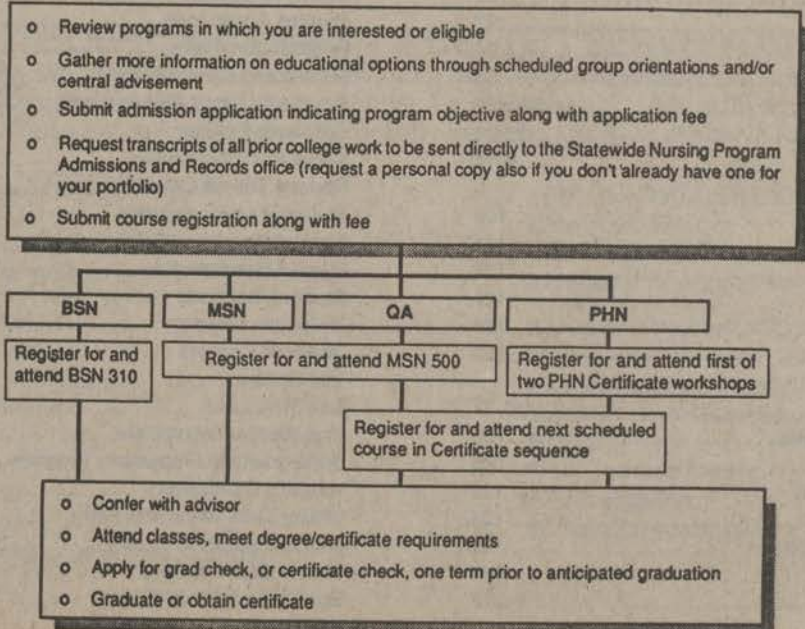 o Review programs in which you are interested or eligible
o Gather more information on educational options through scheduled group orientations and/or
central advisement
o Submit admission application indicating program objective along with application fee
o Request transcripts of all prior college work to be sent directly to the Statewide Nursing Program
Admissions and Records office (request a personal copy also if you don't already have one for
your portfolio)
o Submit course registration along with fee
BSN
MSN
QA
PHN
Register for and
attend BSN 310
Register for and attend MSN 500
Register for and attend first of
two PHN Certificate workshops
Register for and attend next scheduled
course in Certificate sequence
o Confer with advisor
o Attend classes, meet degree/certificate requirements
o Apply for grad check, or certificate check, one term prior to anticipated graduation
o Graduate or obtain certificate